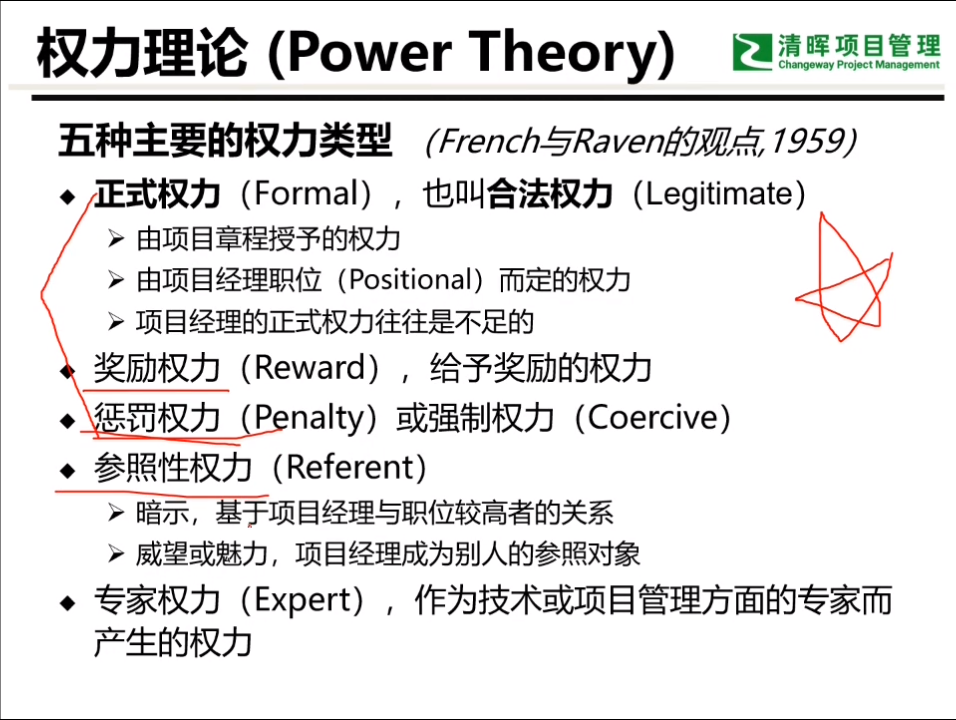 权力理论 (Power Theory)
清晖项目管理
Changeway Project Management
五种主要的权力类型 （French与Raven的观点,1959）
◆ 正式权力（Formal），也叫合法权力（Legitimate）
➢ 由项目章程授予的权力
➢ 由项目经理职位（Positional）而定的权力
➢ 项目经理的正式权力往往是不足的
◆ 奖励权力（Reward），给予奖励的权力
◆ 惩罚权力（Penalty）或强制权力（Coercive）
◆ 参照性权力（Referent）
➢ 暗示，基于项目经理与职位较高者的关系
➢ 威望或魅力，项目经理成为别人的参照对象
◆ 专家权力（Expert），作为技术或项目管理方面的专家而
产生的权力